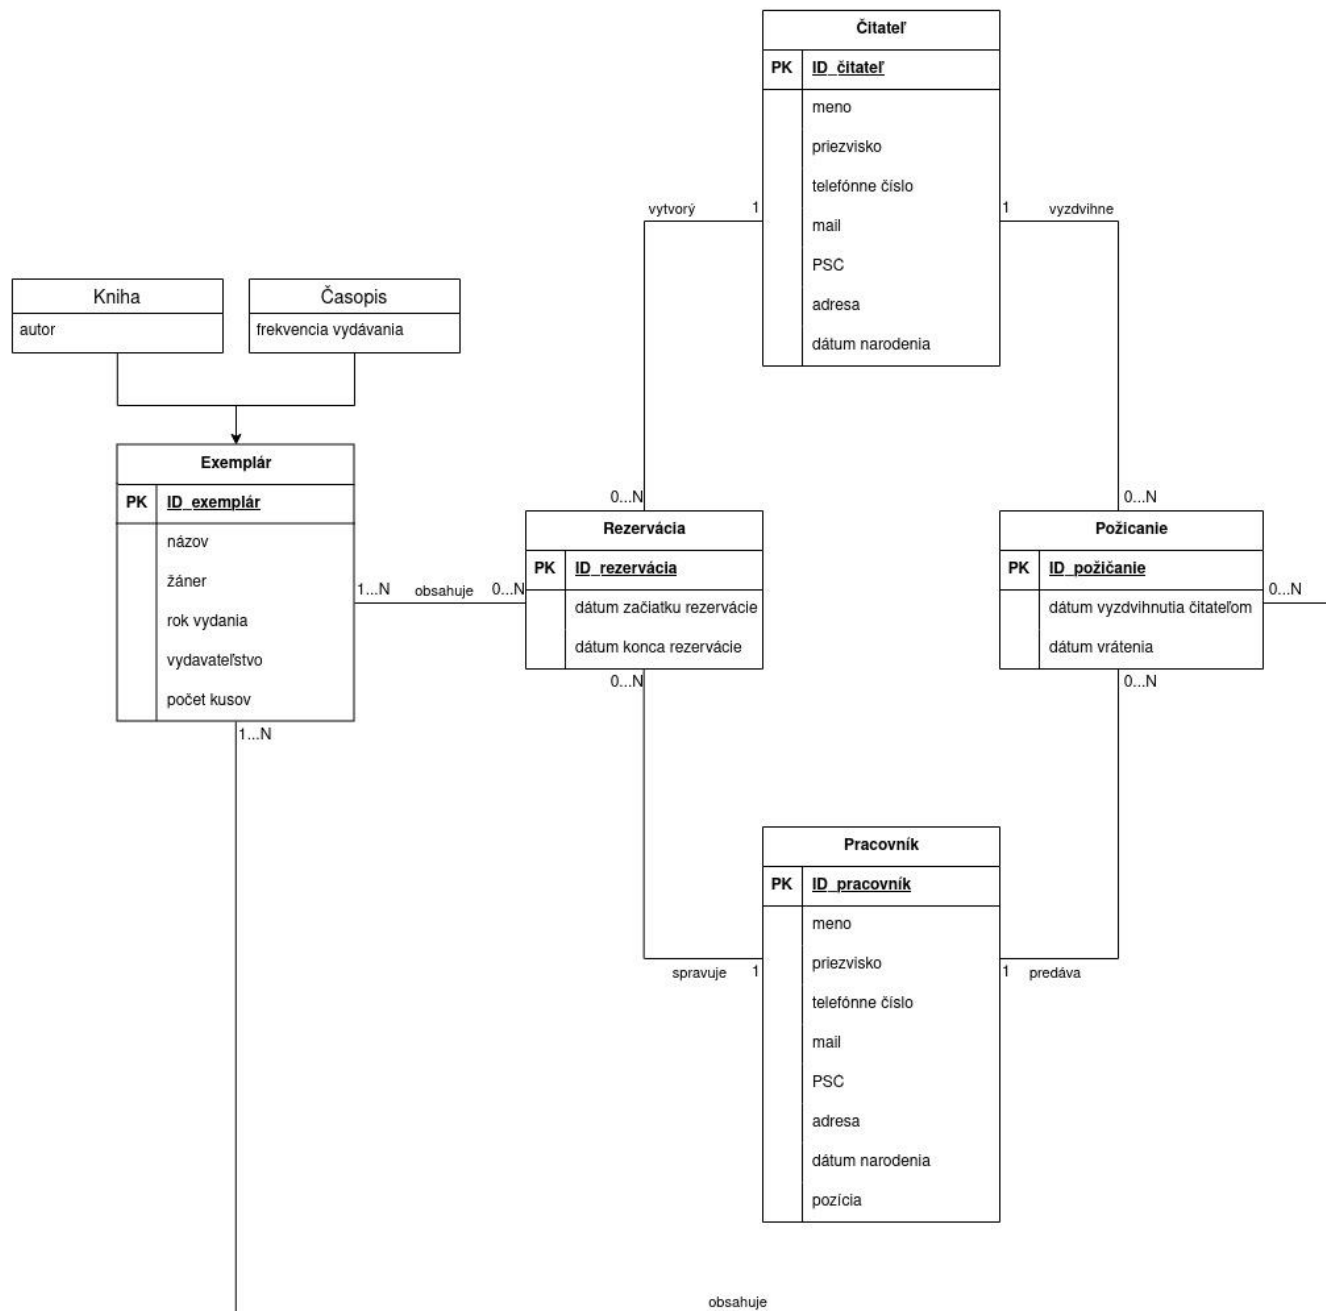 Čitateľ
PK ID_čitateľ
meno
priezvisko
telefónne číslo
mail
PSC
adresa
dátum narodenia
vytvorý 1
1 vyzdvihne
Kniha
autor
Časopis
frekvencia vydávania
Exemplár
PK ID_exemplár
názov
žáner
rok vydania
vydavateľstvo
počet kusov
1...N obsahuje 0...N
1...N
0...N
Rezervácia
PK ID_rezervácia
dátum začiatku rezervácie
dátum konca rezervácie
0...N
0...N
Požicanie
PK ID_požičanie
dátum vyzdvihnutia čitateľom
dátum vrátenia
0...N
0...N
Pracovník
PK ID_pracovník
meno
priezvisko
telefónne číslo
mail
PSC
adresa
dátum narodenia
pozícia
spravuje 1
1 predáva
obsahuje